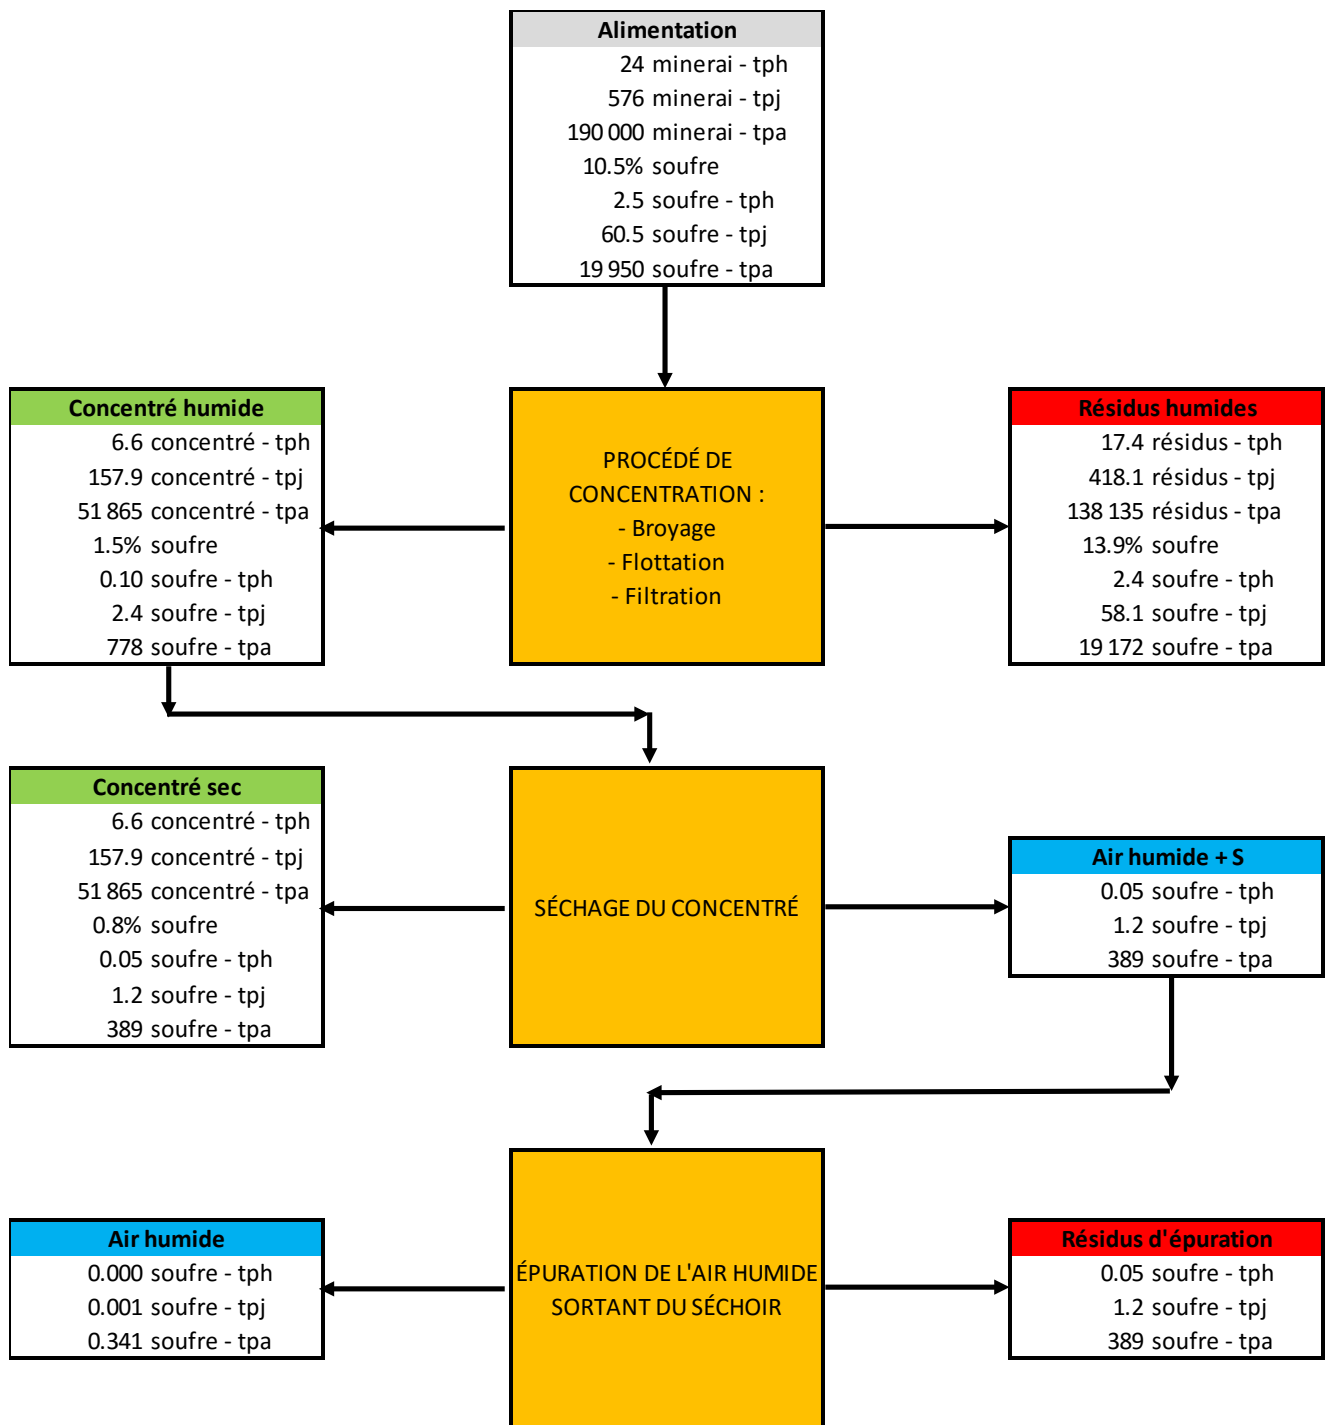 Alimentation
24 minerai - tph
576 minerai - tpj
190 000 minerai - tpa
10.5% soufre
2.5 soufre - tph
60.5 soufre - tpj
19 950 soufre - tpa
Concentré humide
6.6 concentré - tph
157.9 concentré - tpj
51 865 concentré - tpa
1.5% soufre
0.10 soufre - tph
2.4 soufre - tpj
778 soufre - tpa
PROCÉDÉ DE
CONCENTRATION :
- Broyage
- Flottation
- Filtration
Résidus humides
17.4 résidus - tph
418.1 résidus - tpj
138 135 résidus - tpa
13.9% soufre
2.4 soufre - tph
58.1 soufre - tpj
19 172 soufre - tpa
Concentré sec
6.6 concentré - tph
157.9 concentré - tpj
51 865 concentré - tpa
0.8% soufre
0.05 soufre - tph
1.2 soufre - tpj
389 soufre - tpa
SÉCHAGE DU CONCENTRÉ
Air humide + S
0.05 soufre - tph
1.2 soufre - tpj
389 soufre - tpa
Air humide
0.000 soufre - tph
0.001 soufre - tpj
0.341 soufre - tpa
ÉPURATION DE L'AIR HUMIDE
SORTANT DU SÉCHOIR
Résidus d'épuration
0.05 soufre - tph
1.2 soufre - tpj
389 soufre - tpa